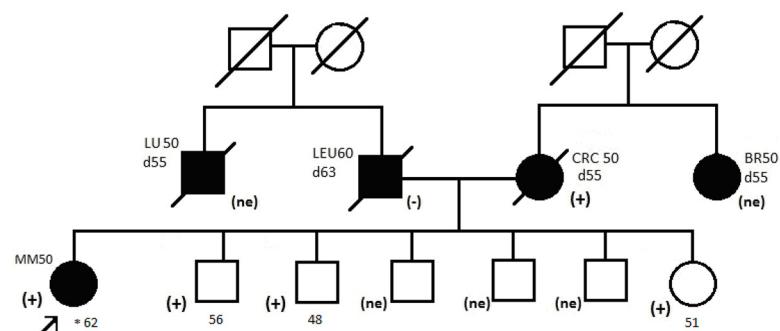 LU 50
d55
(ne)
LEU60
d63
(-)
CRC 50
d55
(+)
BR50
d55
(ne)
MM50
(+)
* 62
(+)
56
(+)
48
(ne)
(ne)
(ne)
(+)
51